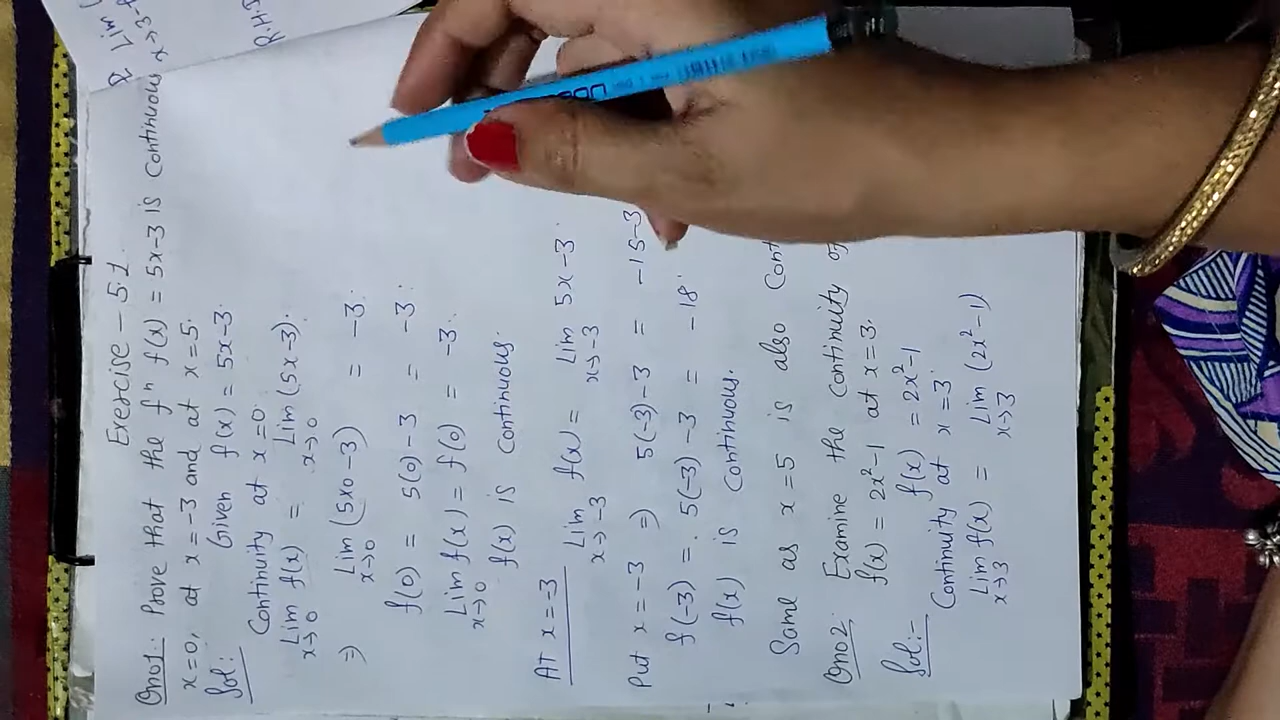 Exercise - 5.1
Qno1: Prove that the fⁿ f(x) = 5x-3 is Continuous
x=0, at x=-3 and at x=5.
Sol: Given f(x) = 5x-3.
Continuity at x=0.
Lim x→0 f(x) = Lim x→0 (5x-3).
⇒ Lim x→0 (5x0-3) = -3.
f(0) = 5(0)-3 = -3.
Lim x→0 f(x) = f(0) = -3.
f(x) is continuous.
AT x=-3 Lim x→-3 f(x) = Lim x→-3 5x-3.
Put x=-3 ⇒ 5(-3)-3 = -15-3
f(-3) = 5(-3)-3 = -18.
f(x) is continuous.
Same as x=5 is also Cont
Qno2: Examine the continuity of
f(x) = 2x²-1 at x=3.
Sol:- f(x) = 2x²-1
Continuity at x=3.
Lim x→3 f(x) = Lim x→3 (2x²-1)
& Lim
x→3-
R.H